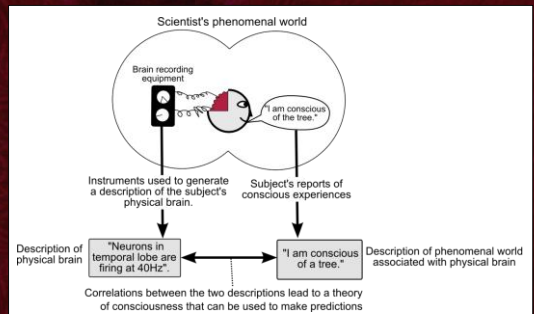 Scientist's phenomenal world
Brain recording
equipment
"I am conscious
of the tree."
Instruments used to generate
a description of the subject's
physical brain.
Subject's reports of
conscious experiences
Description of
physical brain
"Neurons in
temporal lobe are
firing at 40Hz".
"I am conscious
of a tree."
Description of phenomenal world
associated with physical brain
Correlations between the two descriptions lead to a theory
of consciousness that can be used to make predictions